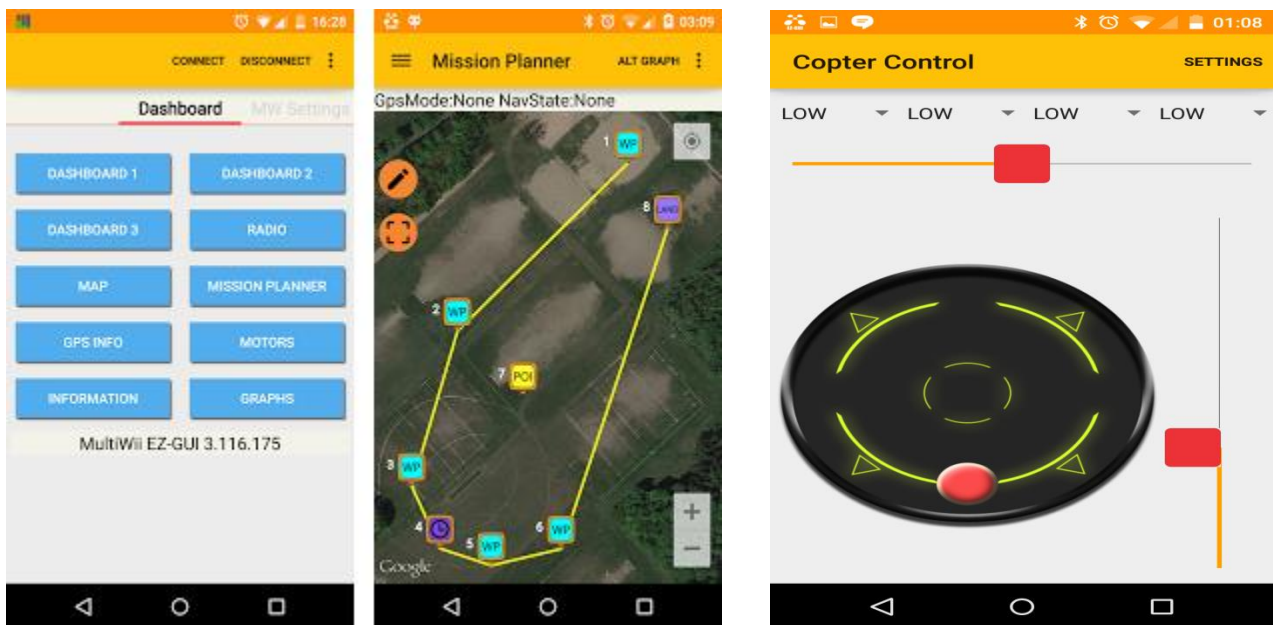 16:28
CONNECT DISCONNECT
Dashboard MW Settings
DASHBOARD 1 DASHBOARD 2
DASHBOARD 3 RADIO
MAP MISSION PLANNER
GPS INFO MOTORS
INFORMATION GRAPHS
MultiWii EZ-GUI 3.116.175
03:09
Mission Planner ALT GRAPH
GpsMode:None NavState:None
1 WP
8 LAND
2 WP
7 POI
3 WP
4
5 WP
6 WP
Google
01:08
Copter Control SETTINGS
LOW LOW LOW LOW